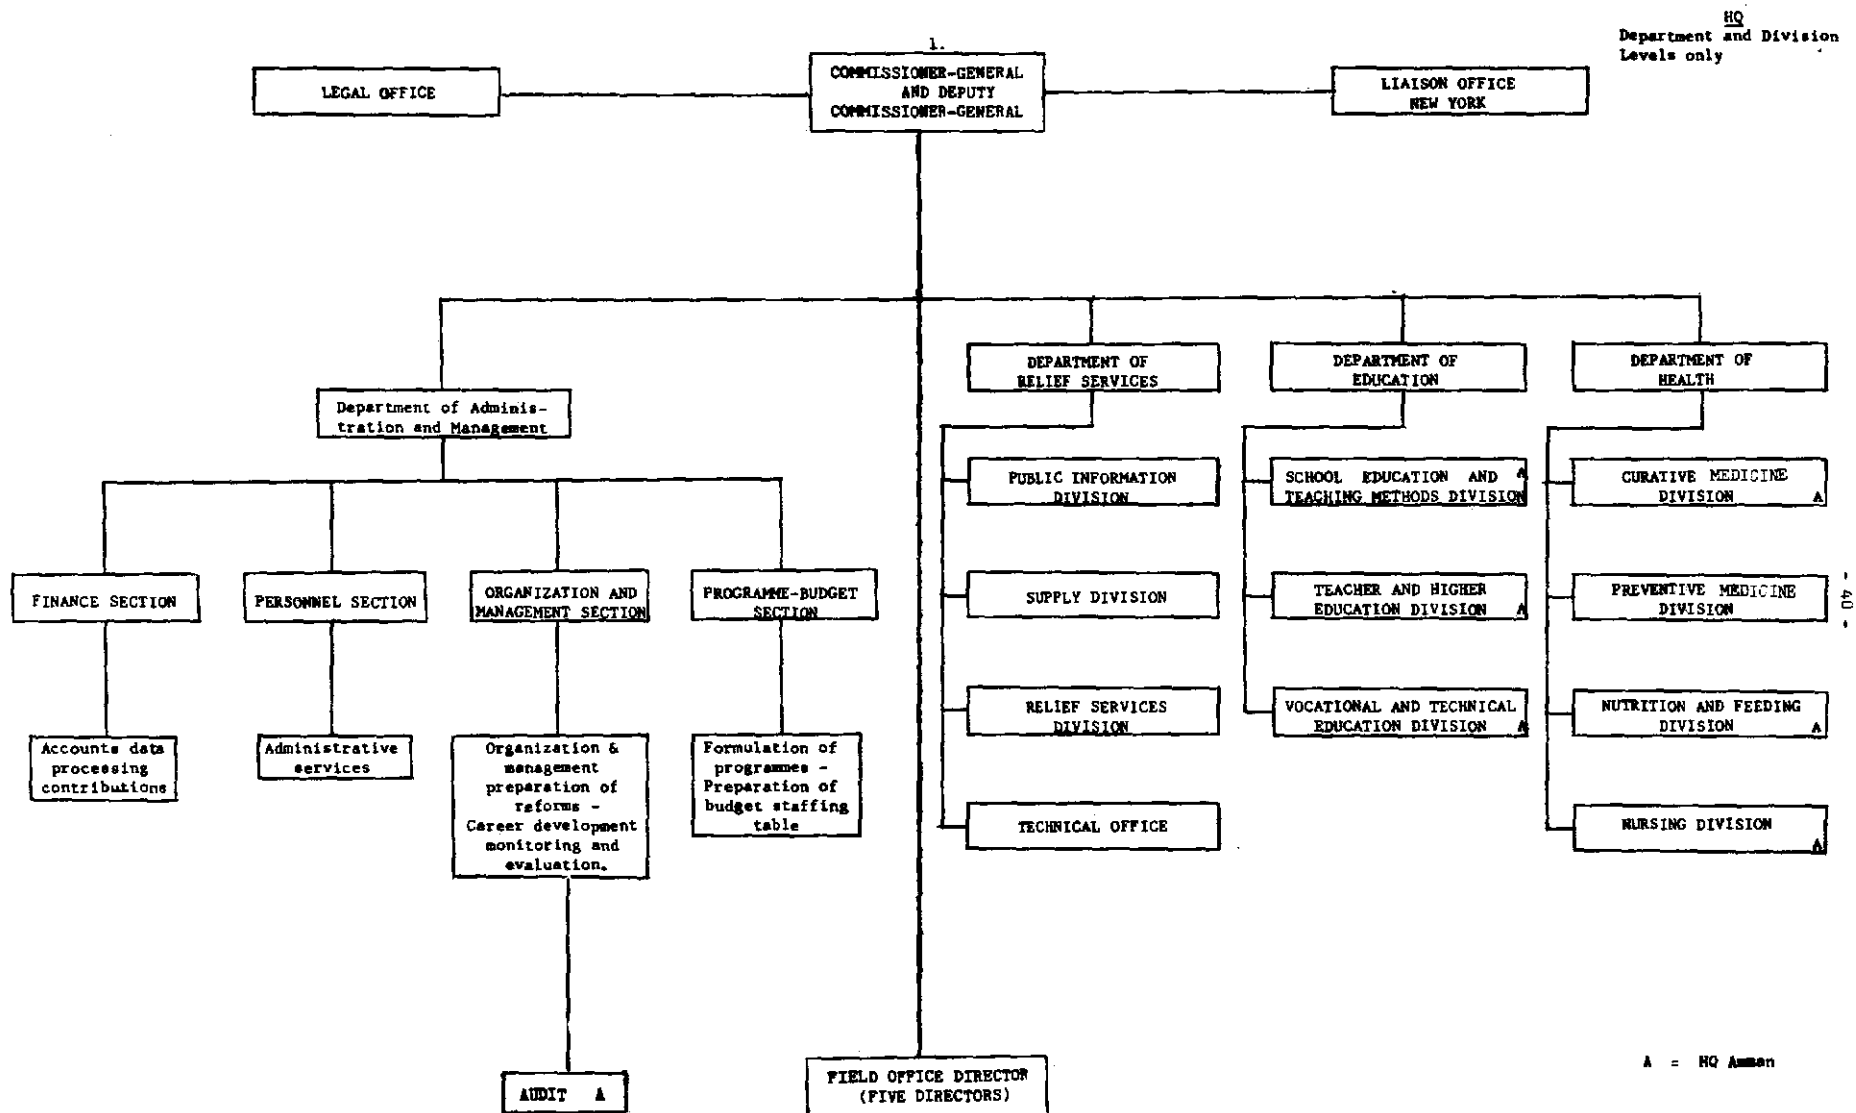 HQ
Department and Division
Levels only
1.
COMMISSIONER-GENERAL
AND DEPUTY
COMMISSIONER-GENERAL
LEGAL OFFICE
LIAISON OFFICE
NEW YORK
Department of Adminis-
tration and Management
DEPARTMENT OF
RELIEF SERVICES
DEPARTMENT OF
EDUCATION
DEPARTMENT OF
HEALTH
FINANCE SECTION
PERSONNEL SECTION
ORGANIZATION AND
MANAGEMENT SECTION
PROGRAMME-BUDGET
SECTION
Accounts data
processing
contributions
Administrative
services
Organization &
management
preparation of
reforms -
Career development
monitoring and
evaluation.
Formulation of
programmes -
Preparation of
budget staffing
table
AUDIT A
PUBLIC INFORMATION
DIVISION
SUPPLY DIVISION
RELIEF SERVICES
DIVISION
TECHNICAL OFFICE
SCHOOL EDUCATION AND A
TEACHING METHODS DIVISION
TEACHER AND HIGHER
EDUCATION DIVISION A
VOCATIONAL AND TECHNICAL
EDUCATION DIVISION A
CURATIVE MEDICINE
DIVISION A
PREVENTIVE MEDICINE
DIVISION
NUTRITION AND FEEDING
DIVISION A
NURSING DIVISION
A
FIELD OFFICE DIRECTOR
(FIVE DIRECTORS)
A = HQ Amman
- 40 -